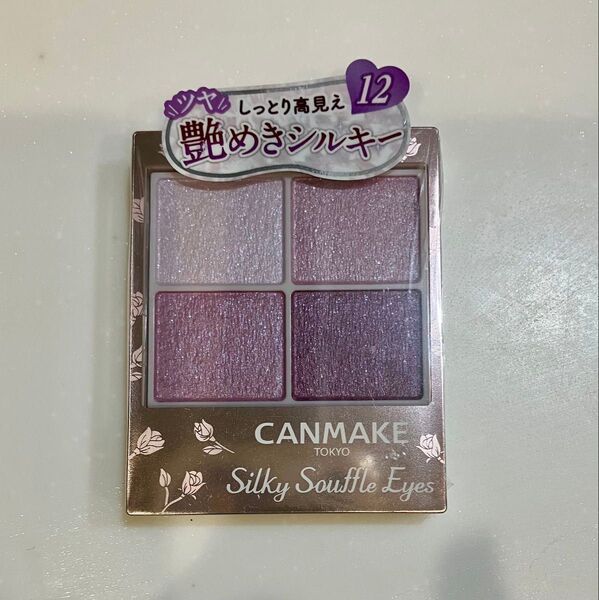 ツヤ
しっとり高見え
12
艶めきシルキー
CANMAKE
TOKYO
Silky Souffle Eyes